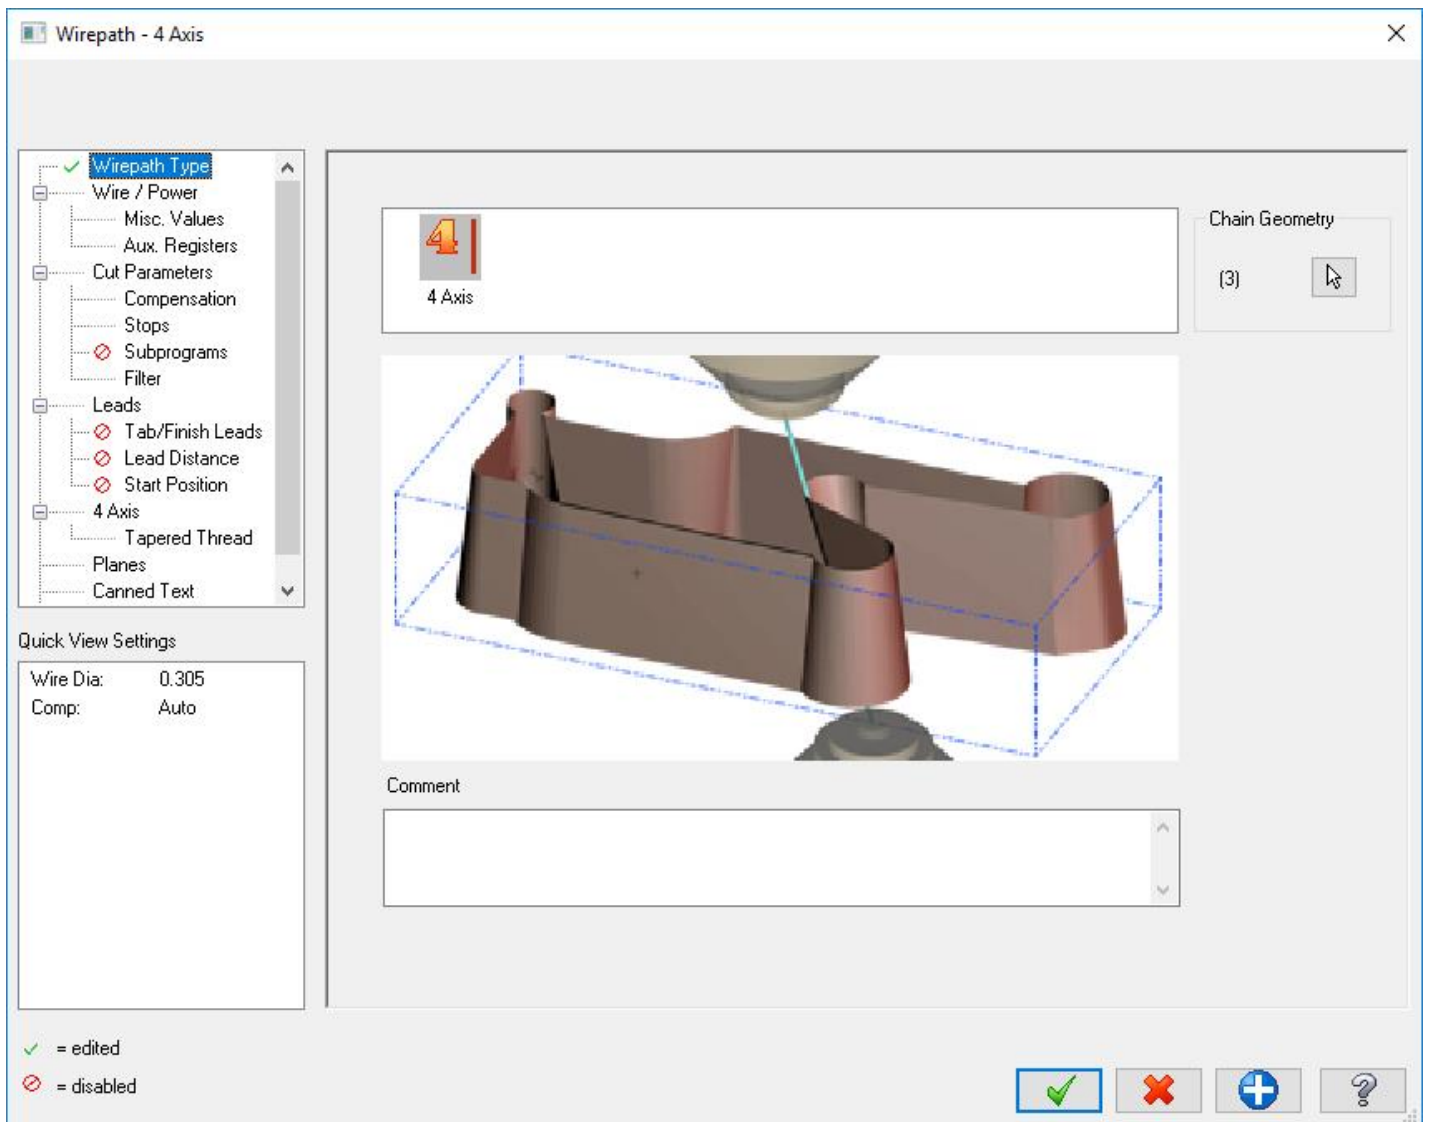 Wirepath - 4 Axis
Wirepath Type
Wire / Power
Misc. Values
Aux. Registers
Cut Parameters
Compensation
Stops
Subprograms
Filter
Leads
Tab/Finish Leads
Lead Distance
Start Position
4 Axis
Tapered Thread
Planes
Canned Text
Quick View Settings
Wire Dia: 0.305
Comp: Auto
= edited
= disabled
4
4 Axis
Chain Geometry
(3)
Comment